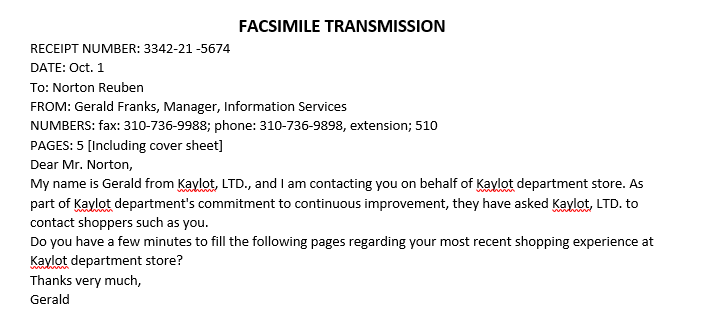 FACSIMILE TRANSMISSION
RECEIPT NUMBER: 3342-21 -5674
DATE: Oct. 1
To: Norton Reuben
FROM: Gerald Franks, Manager, Information Services
NUMBERS: fax: 310-736-9988; phone: 310-736-9898, extension; 510
PAGES: 5 [Including cover sheet]
Dear Mr. Norton,
My name is Gerald from Kaylot, LTD., and I am contacting you on behalf of Kaylot department store. As
part of Kaylot department's commitment to continuous improvement, they have asked Kaylot, LTD. to
contact shoppers such as you.
Do you have a few minutes to fill the following pages regarding your most recent shopping experience at
Kaylot department store?
Thanks very much,
Gerald